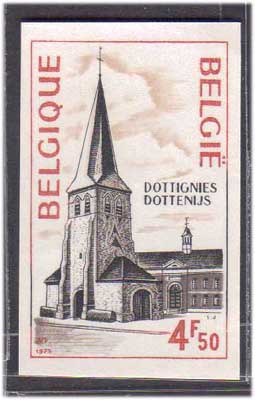 BELGIQUE
BELGIË
DOTTIGNIES
DOTTENIJS
4F50
1975